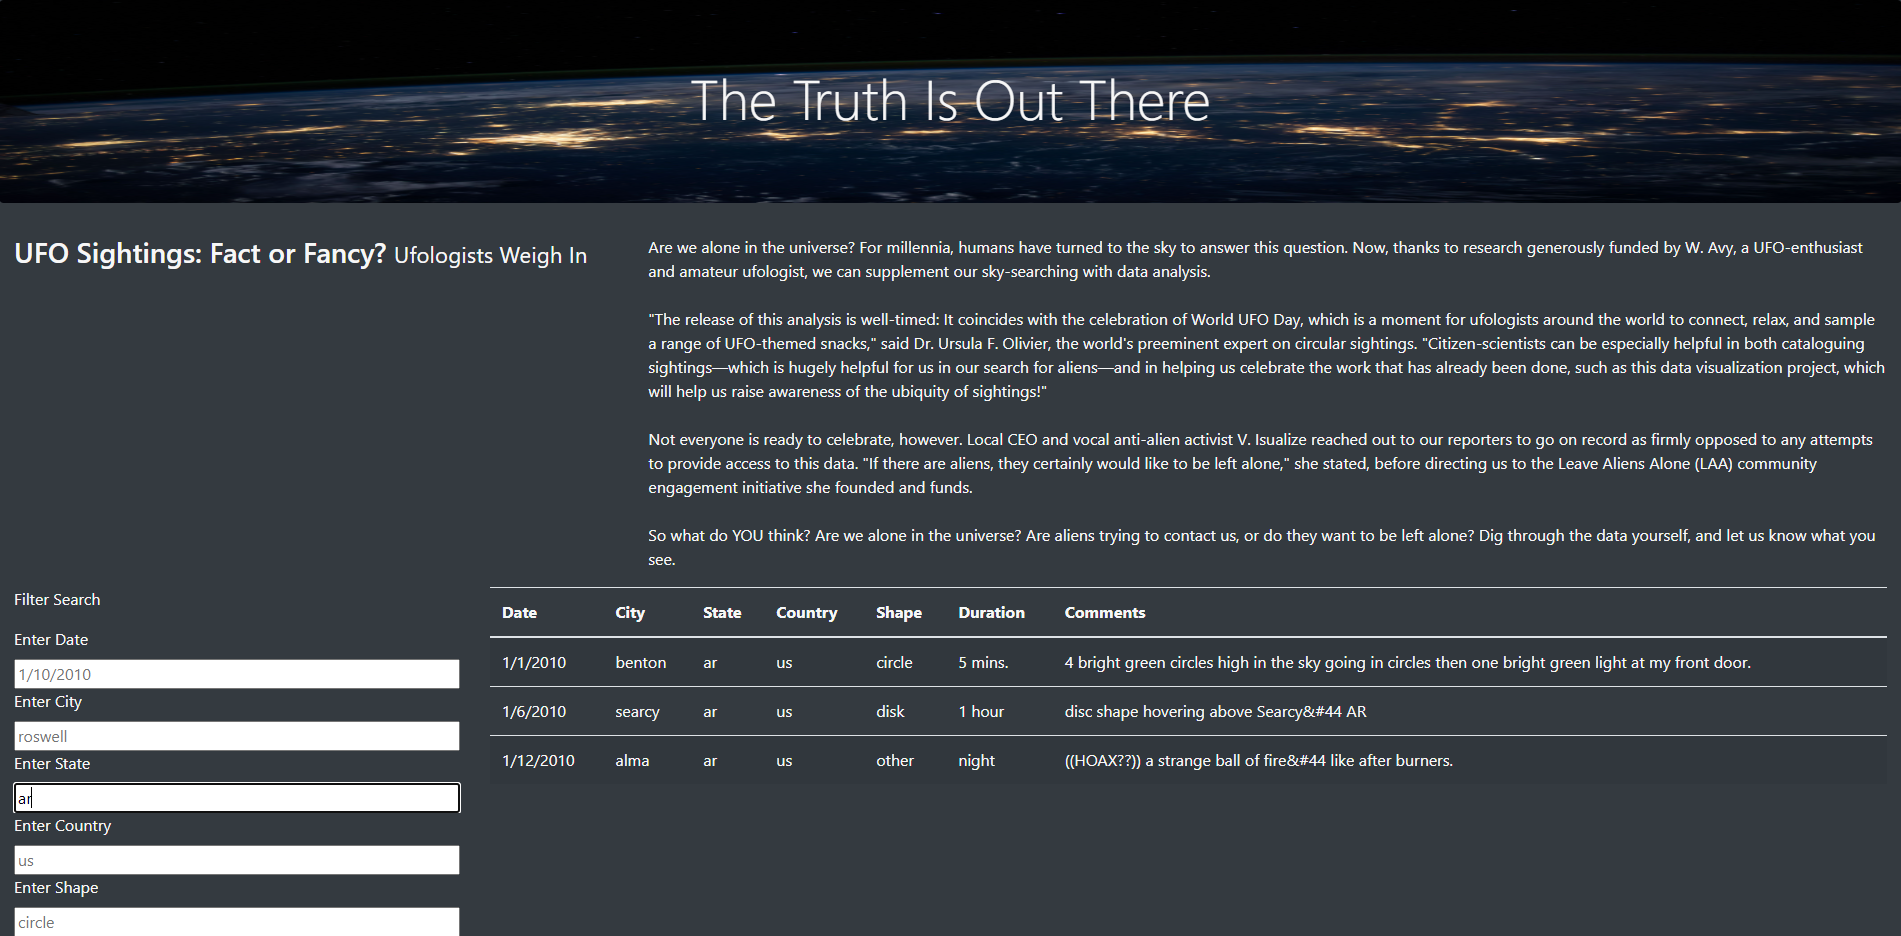 The Truth Is Out There
UFO Sightings: Fact or Fancy? Ufologists Weigh In
Are we alone in the universe? For millennia, humans have turned to the sky to answer this question. Now, thanks to research generously funded by W. Avy, a UFO-enthusiast
and amateur ufologist, we can supplement our sky-searching with data analysis.
"The release of this analysis is well-timed: It coincides with the celebration of World UFO Day, which is a moment for ufologists around the world to connect, relax, and sample
a range of UFO-themed snacks," said Dr. Ursula F. Olivier, the world's preeminent expert on circular sightings. "Citizen-scientists can be especially helpful in both cataloguing
sightings—which is hugely helpful for us in our search for aliens—and in helping us celebrate the work that has already been done, such as this data visualization project, which
will help us raise awareness of the ubiquity of sightings!"
Not everyone is ready to celebrate, however. Local CEO and vocal anti-alien activist V. Isualize reached out to our reporters to go on record as firmly opposed to any attempts
to provide access to this data. "If there are aliens, they certainly would like to be left alone," she stated, before directing us to the Leave Aliens Alone (LAA) community
engagement initiative she founded and funds.
So what do YOU think? Are we alone in the universe? Are aliens trying to contact us, or do they want to be left alone? Dig through the data yourself, and let us know what you
see.
Filter Search
Enter Date
1/10/2010
Enter City
roswell
Enter State
ar
Enter Country
us
Enter Shape
circle
Date City State Country Shape Duration Comments
1/1/2010 benton ar us circle 5 mins. 4 bright green circles high in the sky going in circles then one bright green light at my front door.
1/6/2010 searcy ar us disk 1 hour disc shape hovering above Searcy&#44 AR
1/12/2010 alma ar us other night ((HOAX??)) a strange ball of fire&#44 like after burners.